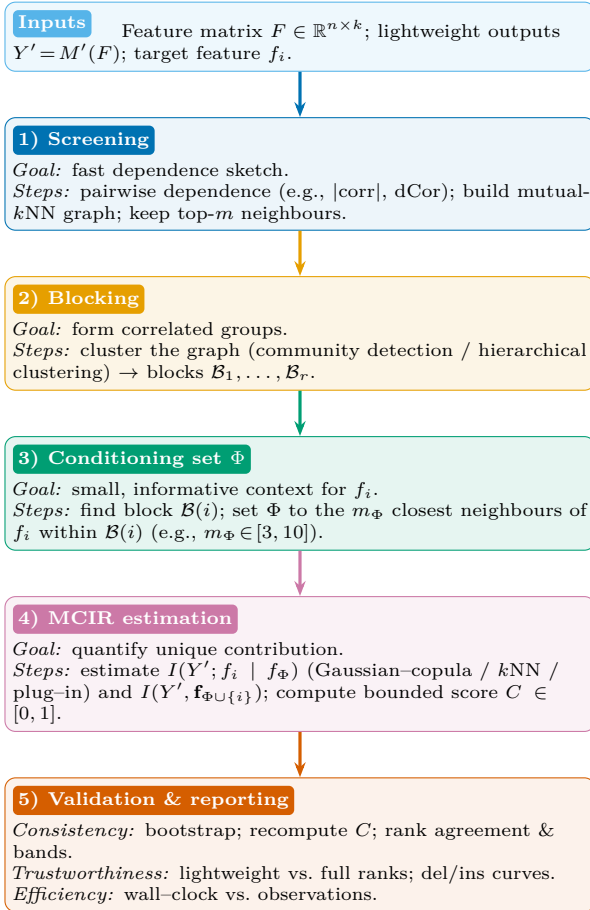 Inputs
Feature matrix F ∈ ℝ^{n×k}; lightweight outputs
Y′ = M′(F); target feature f_i.
1) Screening
Goal: fast dependence sketch.
Steps: pairwise dependence (e.g., |corr|, dCor); build mutual-
kNN graph; keep top-m neighbours.
2) Blocking
Goal: form correlated groups.
Steps: cluster the graph (community detection / hierarchical
clustering) → blocks ℬ_1, . . . , ℬ_r.
3) Conditioning set Φ
Goal: small, informative context for f_i.
Steps: find block ℬ(i); set Φ to the m_Φ closest neighbours of
f_i within ℬ(i) (e.g., m_Φ ∈ [3, 10]).
4) MCIR estimation
Goal: quantify unique contribution.
Steps: estimate I(Y′; f_i | f_Φ) (Gaussian–copula / kNN /
plug–in) and I(Y′, f_{Φ∪{i}}); compute bounded score C ∈
[0, 1].
5) Validation & reporting
Consistency: bootstrap; recompute C; rank agreement &
bands.
Trustworthiness: lightweight vs. full ranks; del/ins curves.
Efficiency: wall–clock vs. observations.